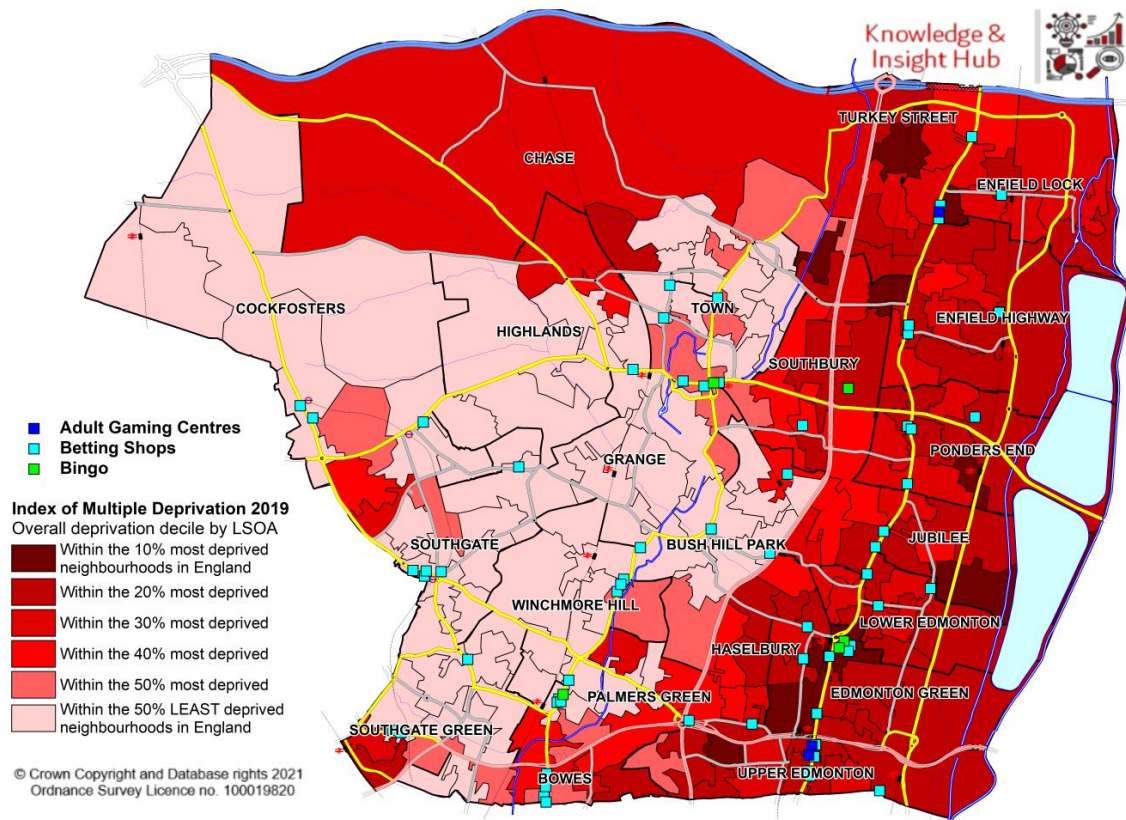 Knowledge &
Insight Hub
TURKEY STREET
CHASE
ENFIELD LOCK
COCKFOSTERS
TOWN
HIGHLANDS
ENFIELD HIGHWAY
SOUTHBURY
Adult Gaming Centres
Betting Shops
Bingo
GRANGE
PONDERS END
Index of Multiple Deprivation 2019
Overall deprivation decile by LSOA
Within the 10% most deprived
neighbourhoods in England
Within the 20% most deprived
Within the 30% most deprived
Within the 40% most deprived
Within the 50% most deprived
Within the 50% LEAST deprived
neighbourhoods in England
SOUTHGATE
BUSH HILL PARK
JUBILEE
WINCHMORE HILL
LOWER EDMONTON
HASELBURY
PALMERS GREEN
EDMONTON GREEN
SOUTHGATE GREEN
BOWES
UPPER EDMONTON
© Crown Copyright and Database rights 2021
Ordnance Survey Licence no. 100019820